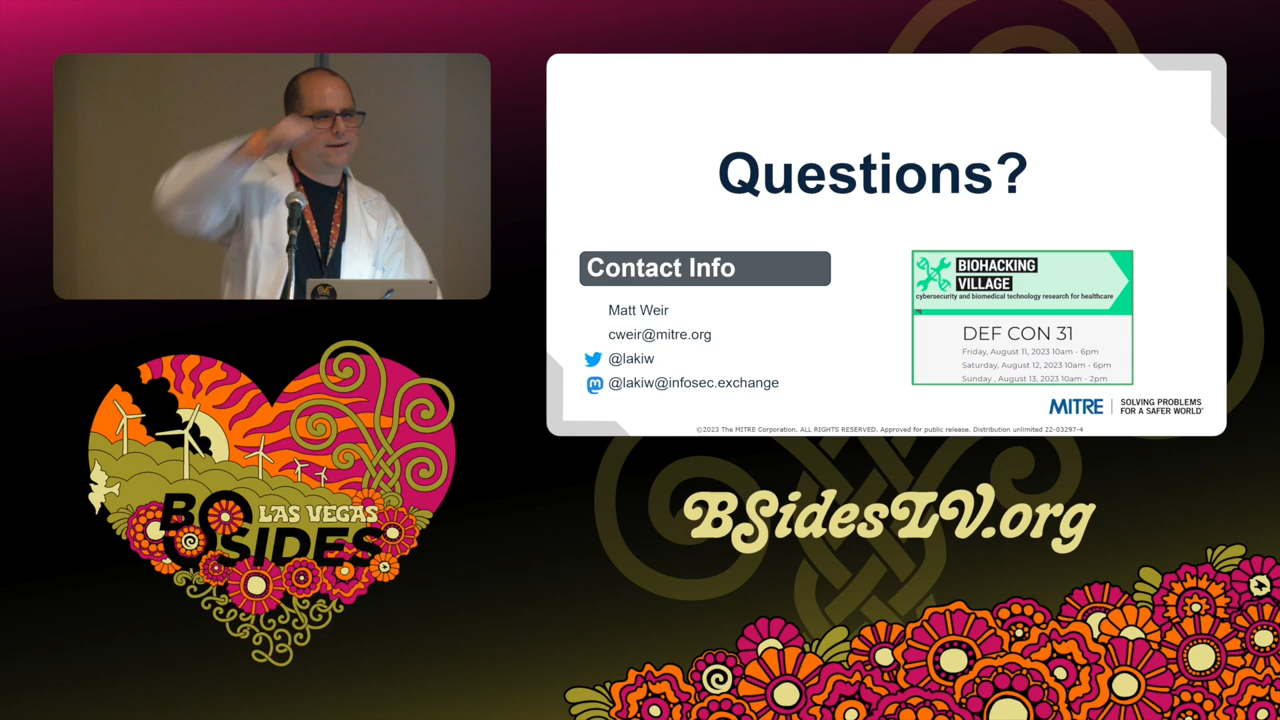 Questions?
Contact Info
Matt Weir
cweir@mitre.org
@lakiw
@lakiw@infosec.exchange
BIOHACKING
VILLAGE
cybersecurity and biomedical technology research for healthcare
DEF CON 31
Friday, August 11, 2023 10am - 6pm
Saturday, August 12, 2023 10am - 6pm
Sunday , August 13, 2023 10am - 2pm
MITRE
SOLVING PROBLEMS
FOR A SAFER WORLD'
©2023 The MITRE Corporation. ALL RIGHTS RESERVED. Approved for public release. Distribution unlimited 22-03297-4
LAS VEGAS
BSIDES
23
BSidesLV.org